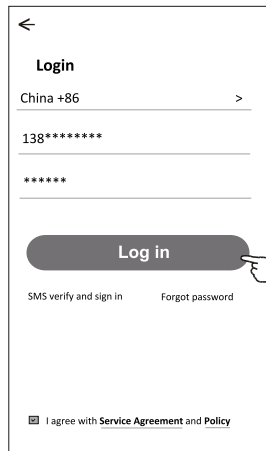 Login
China +86 >
138********
******
Log in
SMS verify and sign in Forgot password
I agree with Service Agreement and Policy